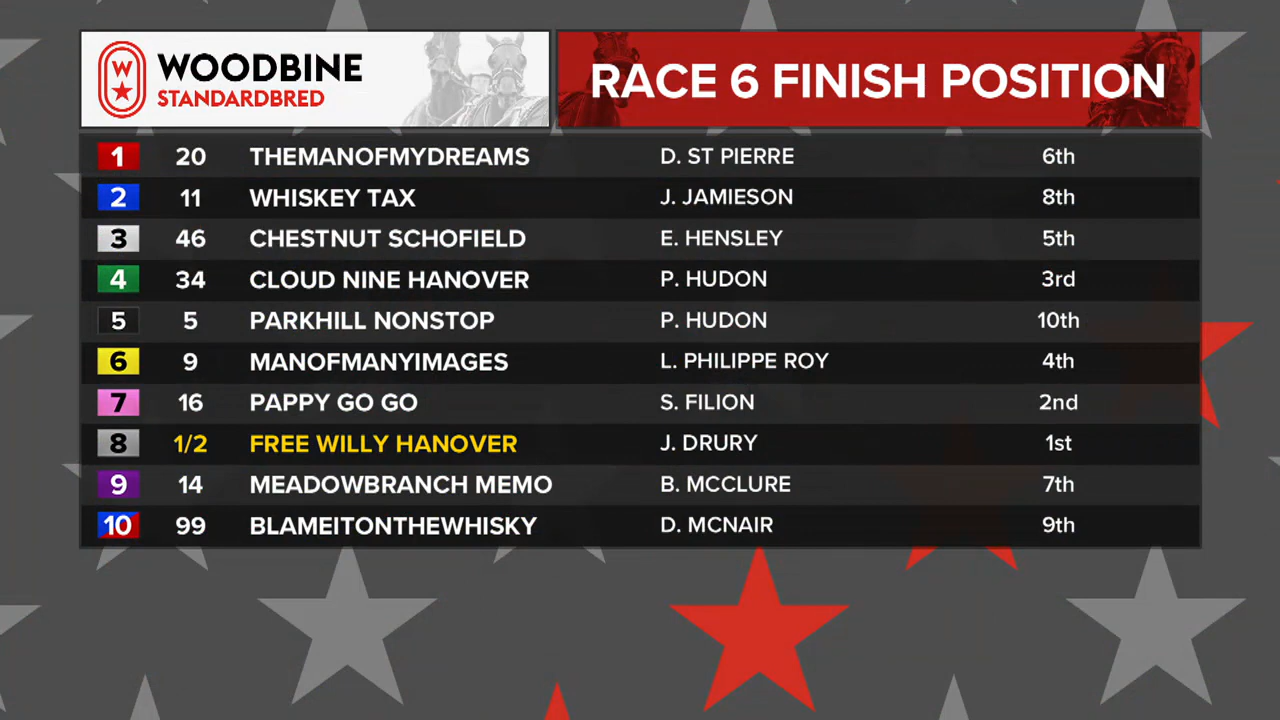 W
WOODBINE
STANDARDBRED
RACE 6 FINISH POSITION
1 20 THEMANOFMYDREAMS D. ST PIERRE 6th
2 11 WHISKEY TAX J. JAMIESON 8th
3 46 CHESTNUT SCHOFIELD E. HENSLEY 5th
4 34 CLOUD NINE HANOVER P. HUDON 3rd
5 5 PARKHILL NONSTOP P. HUDON 10th
6 9 MANOFMANYIMAGES L. PHILIPPE ROY 4th
7 16 PAPPY GO GO S. FILION 2nd
8 1/2 FREE WILLY HANOVER J. DRURY 1st
9 14 MEADOWBRANCH MEMO B. MCCLURE 7th
10 99 BLAMEITONTHEWHISKY D. MCNAIR 9th